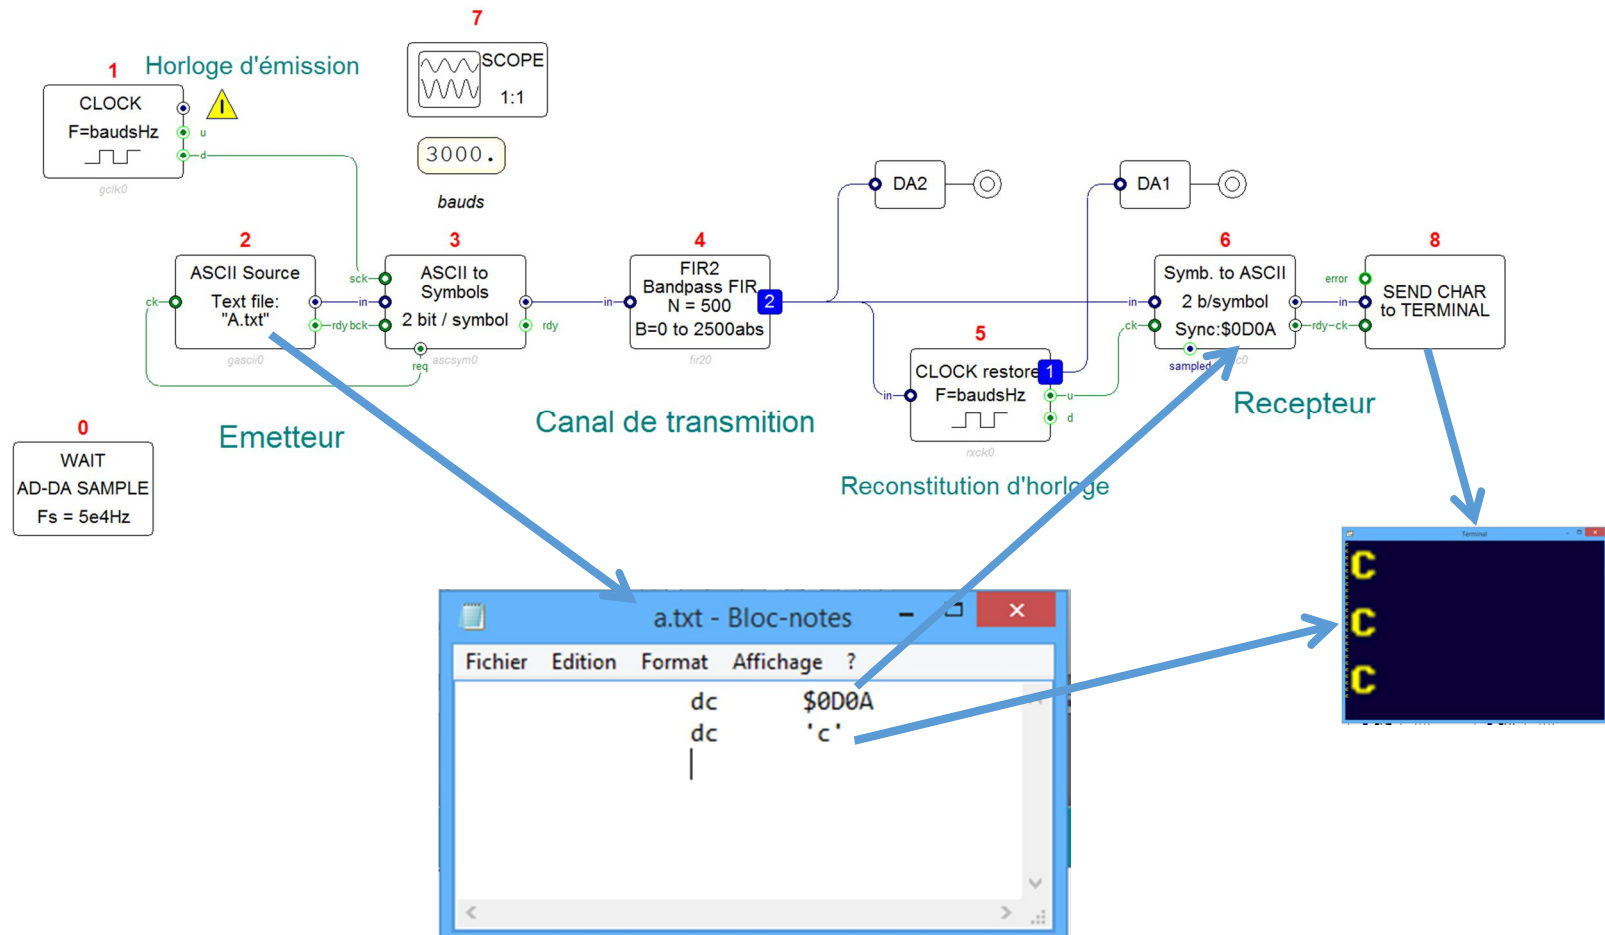 7
1
Horloge d'émission
CLOCK
F=baudsHz
u
d
gclk0
SCOPE
1:1
3000.
bauds
DA2
DA1
2
ASCII Source
Text file:
"A.txt"
ck
rdy
gascii0
3
ASCII to
Symbols
2 bit / symbol
sck
in
bck
rdy
req
ascsym0
4
FIR2
Bandpass FIR
N = 500
B=0 to 2500abs
in
2
fir20
5
CLOCK restore
F=baudsHz
in
1
u
d
rxck0
6
Symb. to ASCII
2 b/symbol
Sync:$0D0A
in
ck
rdy
sampled
c0
8
SEND CHAR
to TERMINAL
error
in
ck
Emetteur
Canal de transmition
Recepteur
Reconstitution d'horloge
0
WAIT
AD-DA SAMPLE
Fs = 5e4Hz
a.txt - Bloc-notes
Fichier Edition Format Affichage ?
dc $0D0A
dc 'c'
Terminal
C
C
C